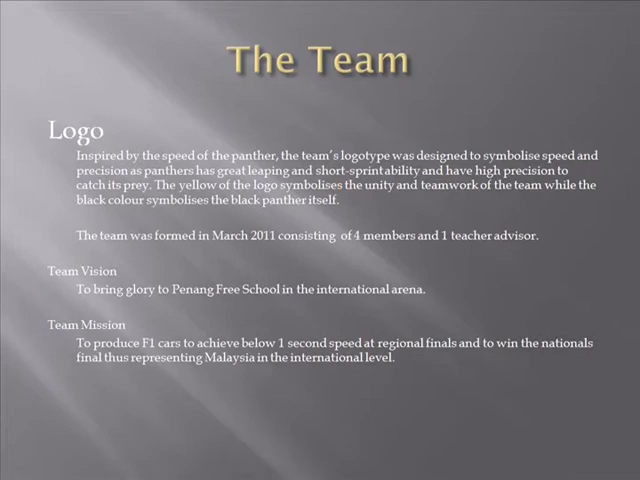 The Team
Logo
Inspired by the speed of the panther, the team's logotype was designed to symbolise speed and
precision as panthers has great leaping and short-sprint ability and have high precision to
catch its prey. The yellow of the logo symbolises the unity and teamwork of the team while the
black colour symbolises the black panther itself.
The team was formed in March 2011 consisting of 4 members and 1 teacher advisor.
Team Vision
To bring glory to Penang Free School in the international arena.
Team Mission
To produce F1 cars to achieve below 1 second speed at regional finals and to win the nationals
final thus representing Malaysia in the international level.